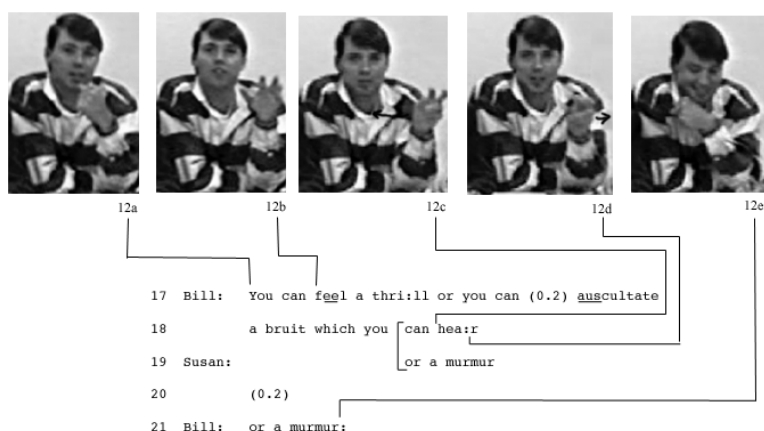 12a 12b 12c 12d 12e
17 Bill: You can feel a thri:ll or you can (0.2) auscultate
18 a bruit which you [can hea:r
19 Susan: [or a murmur
20 (0.2)
21 Bill: or a murmur: